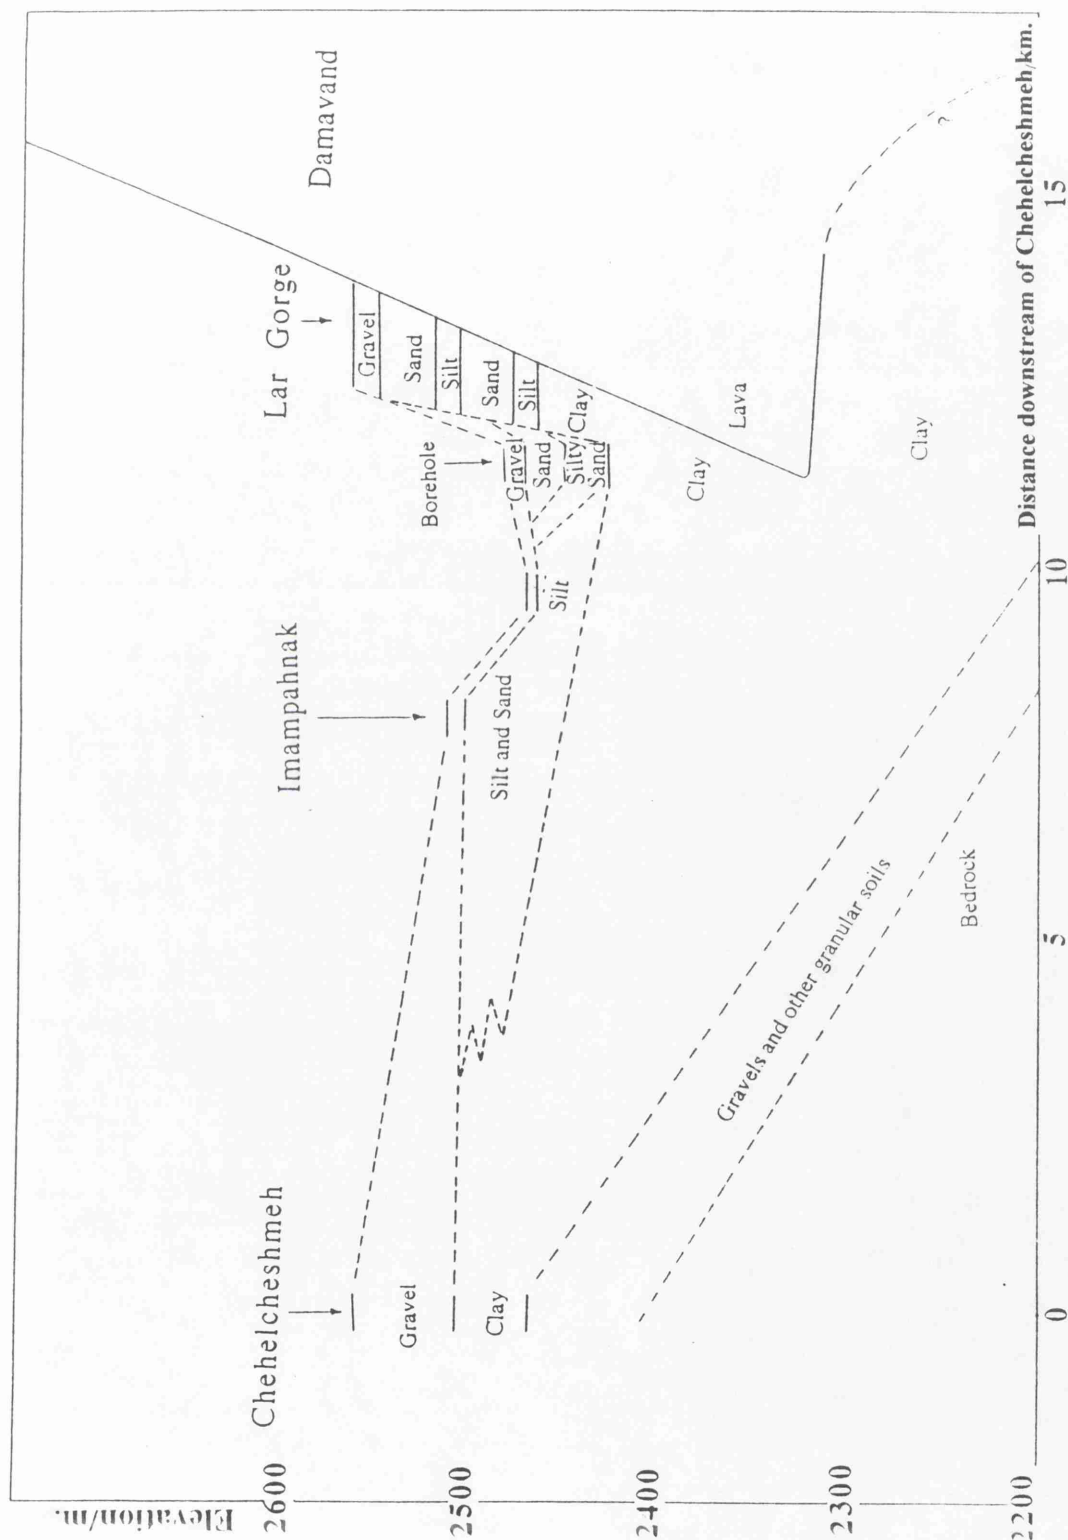 Elevation/m.
2600
2500
2400
2300
2200
Chehelcheshmeh
Gravel
Clay
Imampahnak
Silt and Sand
Silt
Borehole
Gravel
Sand
Silty Clay
Sand
Lar Gorge
Gravel
Sand
Silt
Sand
Silt
Damavand
Clay
Lava
Clay
?
Gravels and other granular soils
Bedrock
0
5
10
15
Distance downstream of Chehelcheshmeh/km.